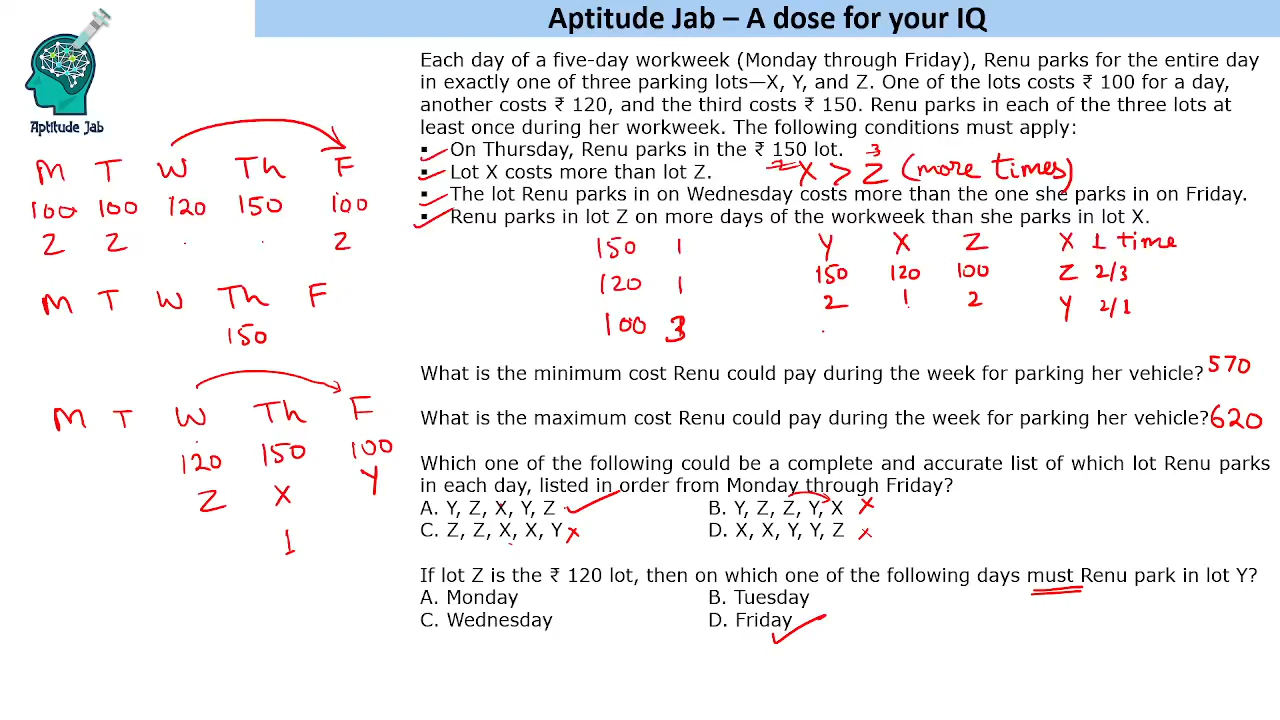 Aptitude Jab – A dose for your IQ
Aptitude Jab
Each day of a five-day workweek (Monday through Friday), Renu parks for the entire day
in exactly one of three parking lots—X, Y, and Z. One of the lots costs ₹ 100 for a day,
another costs ₹ 120, and the third costs ₹ 150. Renu parks in each of the three lots at
least once during her workweek. The following conditions must apply:
▪ On Thursday, Renu parks in the ₹ 150 lot.
▪ Lot X costs more than lot Z.
X > Z (more times)
3
▪ The lot Renu parks in on Wednesday costs more than the one she parks in on Friday.
▪ Renu parks in lot Z on more days of the workweek than she parks in lot X.
M T W Th F
100 100 120 150 100
Z Z . . Z
M T W Th F
150
150 1
120 1
100 3
Y X Z
150 120 100
2 1 2
X 1 time
Z 2/3
Y 2/1
M T W Th F
120 150 100
Z X Y
1
What is the minimum cost Renu could pay during the week for parking her vehicle? 570
What is the maximum cost Renu could pay during the week for parking her vehicle? 620
Which one of the following could be a complete and accurate list of which lot Renu parks
in each day, listed in order from Monday through Friday?
A. Y, Z, X, Y, Z B. Y, Z, Z, Y, X
C. Z, Z, X, X, Y D. X, X, Y, Y, Z
If lot Z is the ₹ 120 lot, then on which one of the following days must Renu park in lot Y?
A. Monday B. Tuesday
C. Wednesday D. Friday